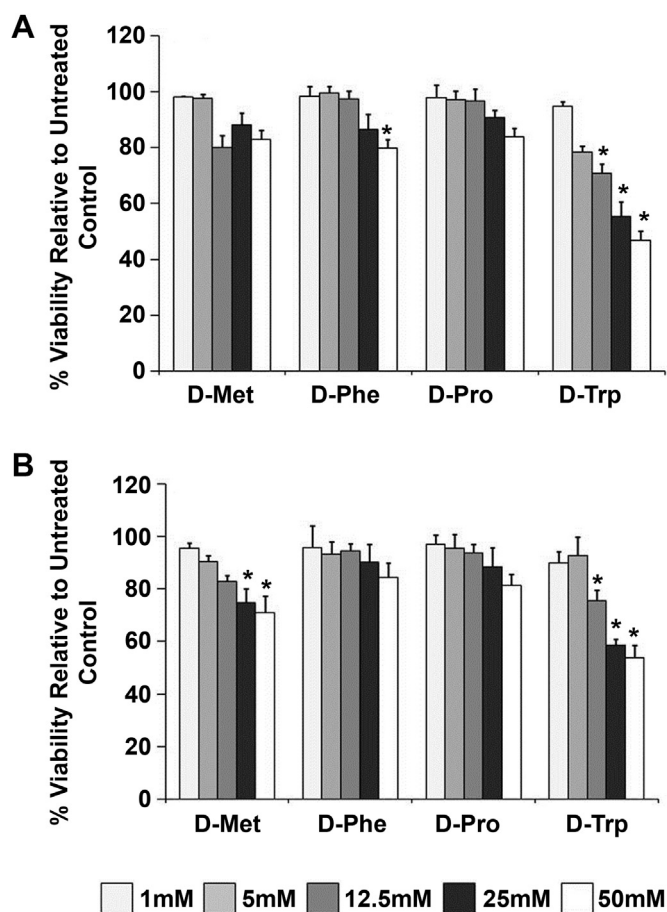 A
% Viability Relative to Untreated
Control
120
100
80
60
40
20
0
*
*
*
*
D-Met D-Phe D-Pro D-Trp
B
% Viability Relative to Untreated
Control
120
100
80
60
40
20
0
* *
*
*
*
D-Met D-Phe D-Pro D-Trp
1mM 5mM 12.5mM 25mM 50mM